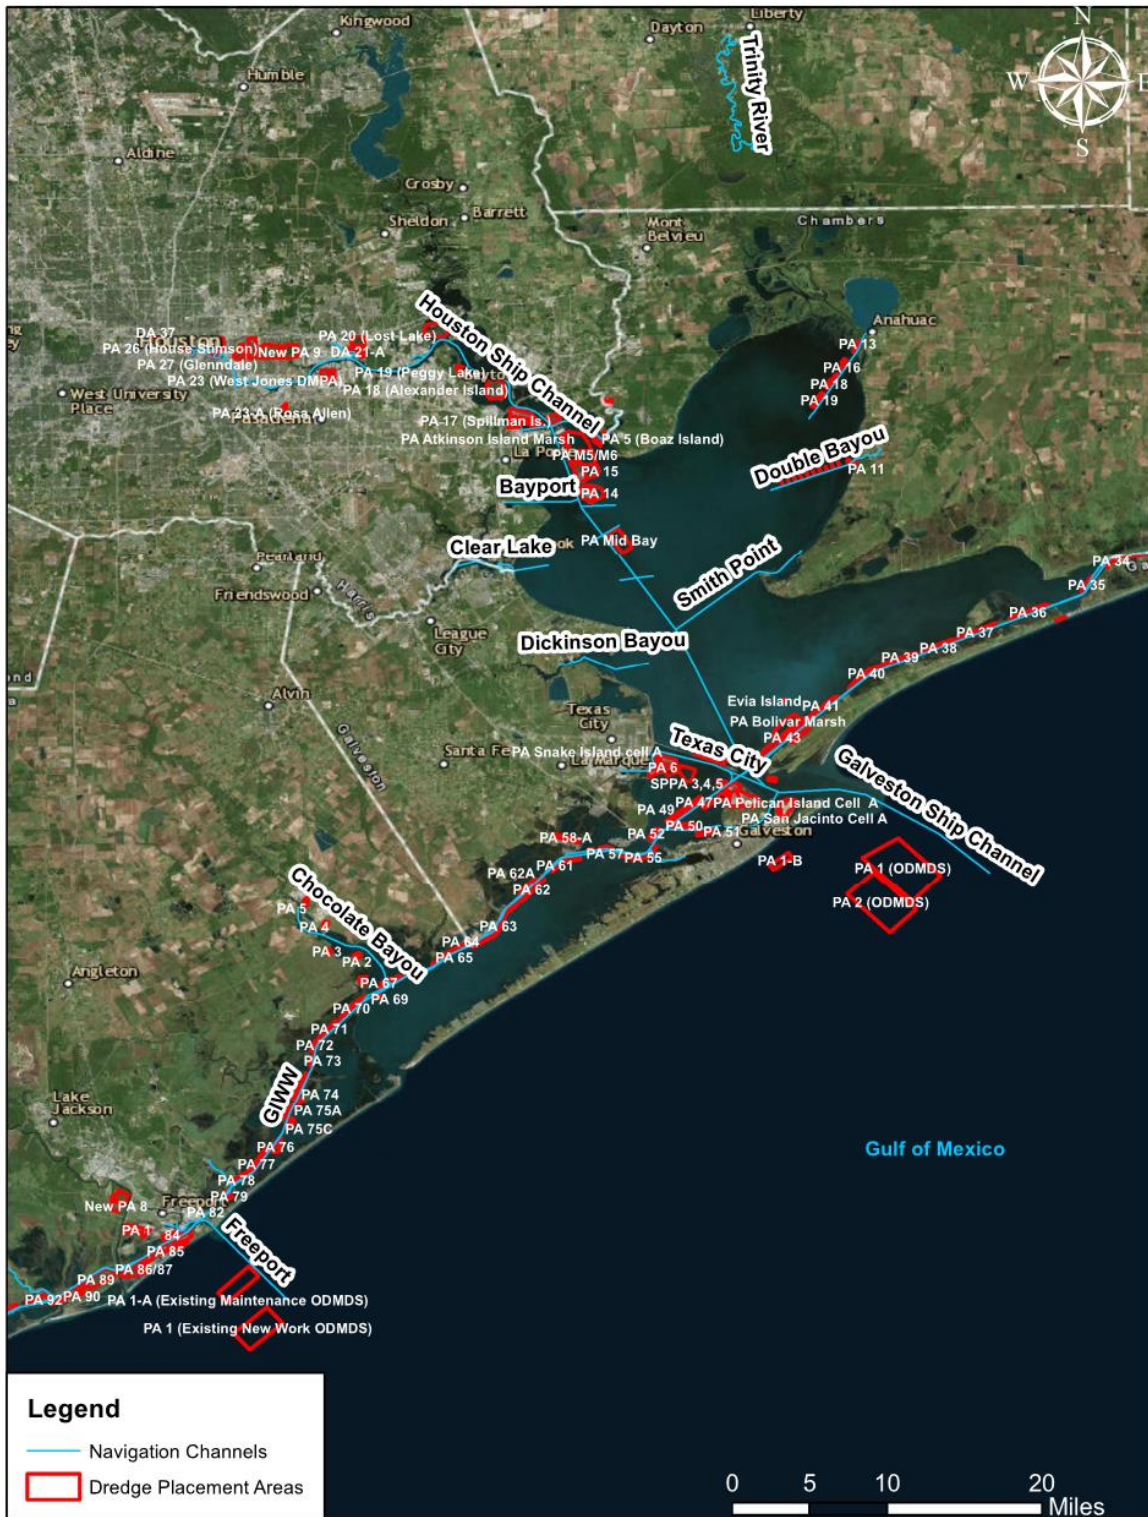 Kingwood
Dayton
Liberty
N
W
E
S
Humble
Trinity River
Aldine
Crosby
Barrett
Sheldon
Mont
Belvieu
Chambers
Houston Ship Channel
Anahuac
DA 37
Houston
PA 20 (Lost Lake)
PA 26 (House Stimson)
New PA 9
DA 21-A
PA 27 (Glenndale)
PA 23 (West Jones DMPA)
PA 19 (Peggy Lake)
PA 18 (Alexander Island)
West University
Place
PA 23-A (Rosa Allen)
Pasadena
PA 17 (Spillman Is.)
PA Atkinson Island Marsh
PA 5 (Boaz Island)
La Porte
PA M5/M6
PA 15
PA 14
PA 13
PA 16
PA 18
PA 19
Double Bayou
PA 11
Bayport
PA Mid Bay
Clear Lake
Pearland
Friendswood
Harris
League
City
Smith Point
PA 34
PA 35
PA 36
PA 37
PA 38
PA 39
PA 40
Dickinson Bayou
Alvin
Evia Island
PA 41
PA Bolivar Marsh
PA 43
Texas
City
Galveston
Santa Fe
PA Snake Island cell A
La Marque
Texas City
PA 6
SPPA 3,4,5
Galveston Ship Channel
PA 49
PA 47
PA Pelican Island Cell A
PA San Jacinto Cell A
PA 50
PA 51
Galveston
PA 52
PA 58-A
PA 57
PA 55
PA 61
PA 1-B
PA 1 (ODMDS)
PA 2 (ODMDS)
PA 62A
PA 62
PA 63
PA 64
PA 65
Chocolate Bayou
PA 5
PA 4
PA 3
PA 2
PA 67
PA 69
PA 70
PA 71
PA 72
PA 73
Angleton
GIWW
PA 74
PA 75A
PA 75C
PA 76
PA 77
PA 78
PA 79
Lake
Jackson
Gulf of Mexico
New PA 8
Freeport
PA 82
PA 1
84
PA 85
Freeport
PA 86/87
PA 89
PA 90
PA 92
PA 1-A (Existing Maintenance ODMDS)
PA 1 (Existing New Work ODMDS)
Legend
Navigation Channels
Dredge Placement Areas
0 5 10 20
Miles